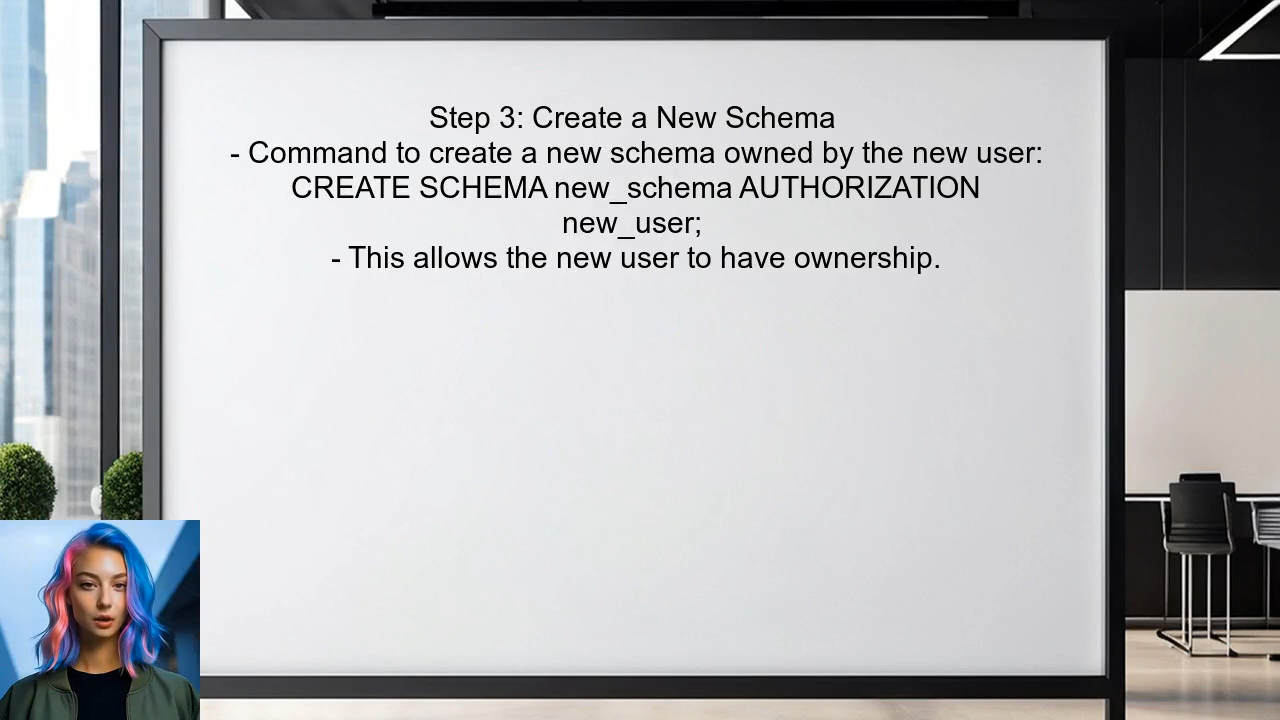 Step 3: Create a New Schema
- Command to create a new schema owned by the new user:
CREATE SCHEMA new_schema AUTHORIZATION
new_user;
- This allows the new user to have ownership.